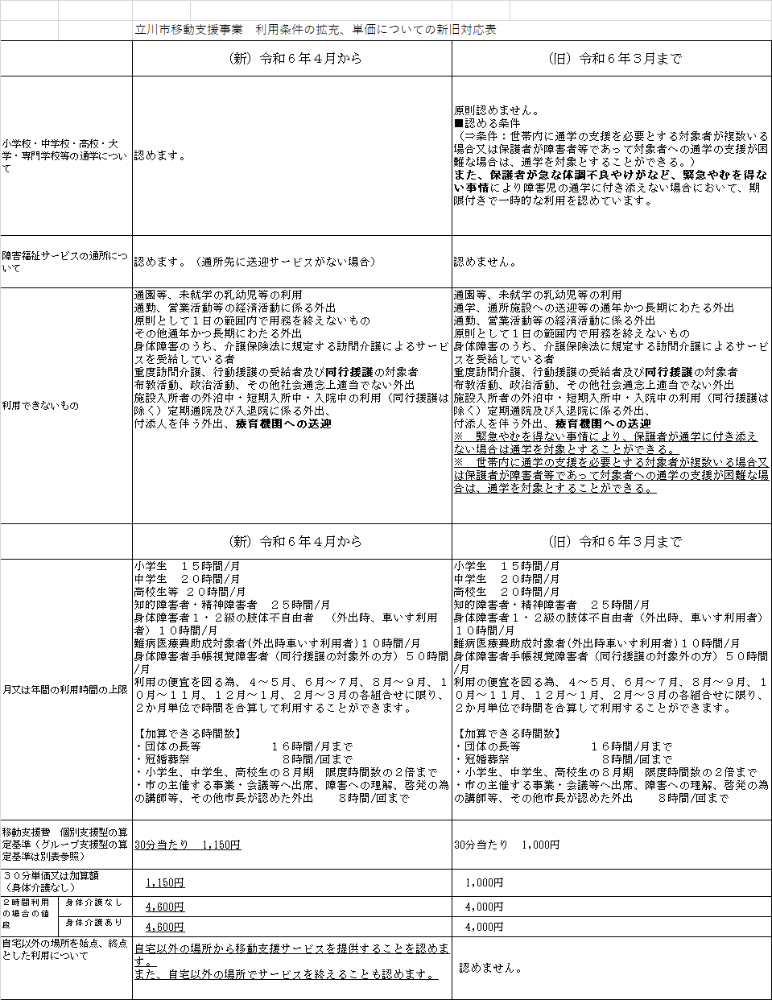 立川市移動支援事業　利用条件の拡充、単価についての新旧対応表
（新）令和６年４月から
（旧）令和６年３月まで
小学校・中学校・高校・大
学・専門学校等の通学につい
て
認めます。
原則認めません。
■認める条件
（⇒条件：世帯内に通学の支援を必要とする対象者が複数いる
場合又は保護者が障害者等であって対象者への通学の支援が困
難な場合は、通学を対象とすることができる。）
また、保護者が急な体調不良やけがなど、緊急やむを得な
い事情により障害児の通学に付き添えない場合において、期
限付きで一時的な利用を認めています。
障害福祉サービスの通所につ
いて
認めます。（通所先に送迎サービスがない場合）
認めません。
利用できないもの
通園等、未就学の乳幼児等の利用
通勤、営業活動等の経済活動に係る外出
原則として１日の範囲内で用務を終えないもの
その他通年かつ長期にわたる外出
身体障害のうち、介護保険法に規定する訪問介護によるサービ
スを受給している者
重度訪問介護、行動援護の受給者及び同行援護の対象者
布教活動、政治活動、その他社会通念上適当でない外出
施設入所者の外泊中・短期入所中・入院中の利用（同行援護は
除く）定期通院及び入退院に係る外出、
付添人を伴う外出、療育機関への送迎
通園等、未就学の乳幼児等の利用
通学、通所施設への送迎等の通年かつ長期にわたる外出
通勤、営業活動等の経済活動に係る外出
原則として１日の範囲内で用務を終えないもの
身体障害のうち、介護保険法に規定する訪問介護によるサービ
スを受給している者
重度訪問介護、行動援護の受給者及び同行援護の対象者
布教活動、政治活動、その他社会通念上適当でない外出
施設入所者の外泊中・短期入所中・入院中の利用（同行援護は
除く）定期通院及び入退院に係る外出、
付添人を伴う外出、療育機関への送迎
※　緊急やむを得ない事情により、保護者が通学に付き添え
ない場合は通学を対象とすることができる。
※　世帯内に通学の支援を必要とする対象者が複数いる場合又
は保護者が障害者等であって対象者への通学の支援が困難な場
合は、通学を対象とすることができる。
（新）令和６年４月から
（旧）令和６年３月まで
月又は年間の利用時間の上限
小学生　１５時間/月
中学生　２０時間/月
高校生等 ２０時間/月
知的障害者・精神障害者　２５時間/月
身体障害者１・２級の肢体不自由者　（外出時、車いす利用
者）１０時間/月
難病医療費助成対象者(外出時車いす利用者)１０時間/月
身体障害者手帳視覚障害者（同行援護の対象外の方）５０時間
/月
利用の便宜を図る為、４～５月、６月～７月、８月～９月、１
０月～１１月、１２月～１月、２月～３月の各組合せに限り、
２か月単位で時間を合算して利用することができます。
【加算できる時間数】
・団体の長等　　　　　　　１６時間/月まで
・冠婚葬祭　　　　　　　　８時間/回まで
・小学生、中学生、高校生の８月期　限度時間数の２倍まで
・市の主催する事業・会議等へ出席、障害への理解、啓発の為
の講師等、その他市長が認めた外出　　８時間/回まで
小学生　１５時間/月
中学生　２０時間/月
高校生　２０時間/月
知的障害者・精神障害者　２５時間/月
身体障害者１・２級の肢体不自由者（外出時、車いす利用者）
１０時間/月
難病医療費助成対象者(外出時車いす利用者)１０時間/月
身体障害者手帳視覚障害者（同行援護の対象外の方）５０時間
/月
利用の便宜を図る為、４～５月、６月～７月、８月～９月、１
０月～１１月、１２月～１月、２月～３月の各組合せに限り、
２か月単位で時間を合算して利用することができます。
【加算できる時間数】
・団体の長等　　　　　　　１６時間/月まで
・冠婚葬祭　　　　　　　　８時間/回まで
・小学生、中学生、高校生の８月期　限度時間数の２倍まで
・市の主催する事業・会議等へ出席、障害への理解、啓発の為
の講師等、その他市長が認めた外出　　８時間/回まで
移動支援費　個別支援型の算
定基準（グループ支援型の算
定基準は別表参照）
30分当たり　1,150円
30分当たり　1,000円
３０分単価又は加算額
（身体介護なし）
1,150円
1,000円
２時間利用
の場合の値
段
身体介護なし
4,600円
4,000円
身体介護あり
4,600円
4,000円
自宅以外の場所を始点、終点
とした利用について
自宅以外の場所から移動支援サービスを提供することを認めま
す。
また、自宅以外の場所でサービスを終えることも認めます。
認めません。